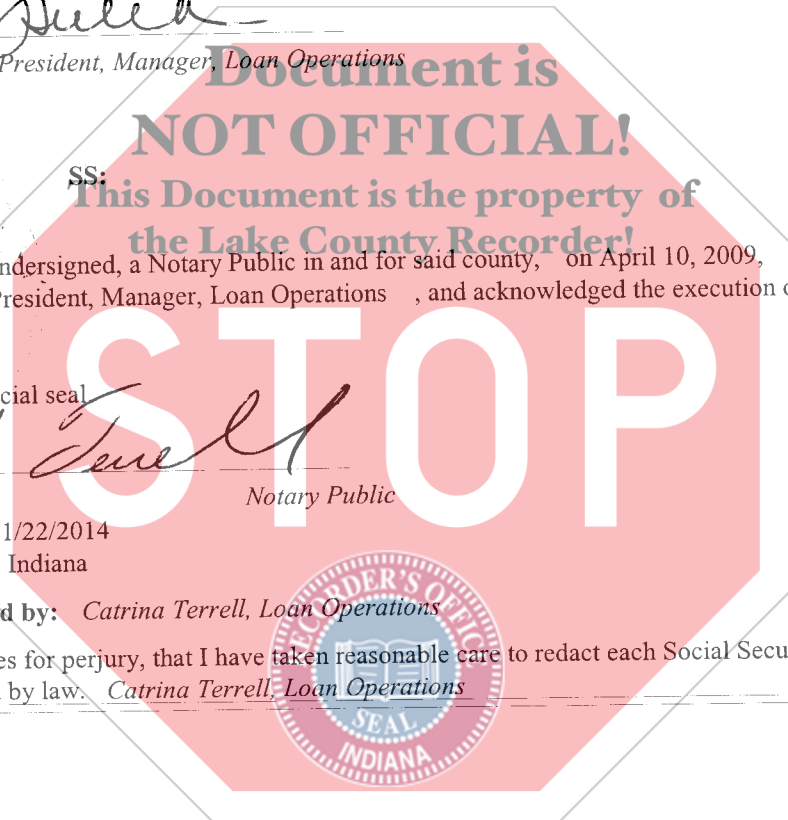 President, Manager, Loan Operations
Document is
NOT OFFICIAL!
SS:
This Document is the property of
the Lake County Recorder!
ndersigned, a Notary Public in and for said county, on April 10, 2009,
resident, Manager, Loan Operations , and acknowledged the execution
STOP
cial seal
Notary Public
1/22/2014
Indiana
d by: Catrina Terrell, Loan Operations
es for perjury, that I have taken reasonable care to redact each Social Secu
by law. Catrina Terrell, Loan Operations
RECORDER'S OFFIC
SEAL
INDIANA